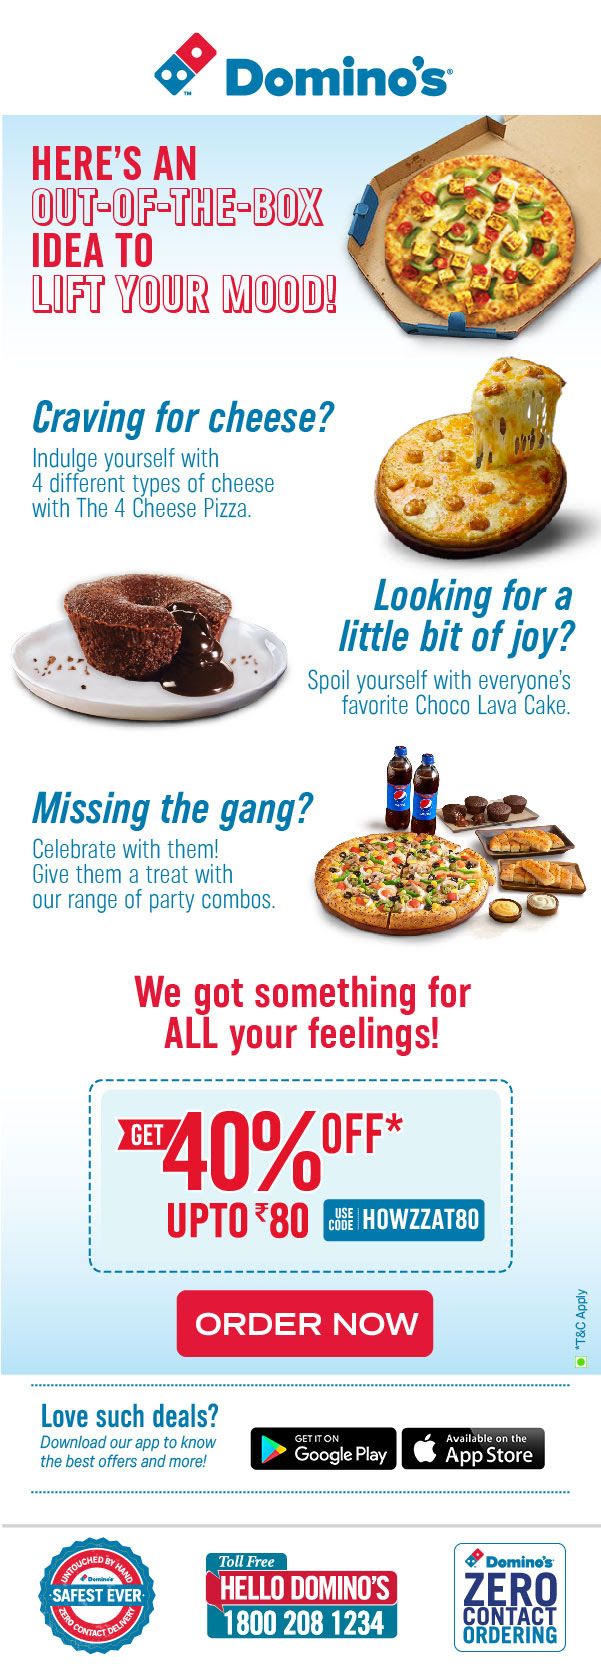 Domino's
HERE'S AN
OUT-OF-THE-BOX
IDEA TO
LIFT YOUR MOOD!
Craving for cheese?
Indulge yourself with
4 different types of cheese
with The 4 Cheese Pizza.
Looking for a
little bit of joy?
Spoil yourself with everyone's
favorite Choco Lava Cake.
Missing the gang?
Celebrate with them!
Give them a treat with
our range of party combos.
pepsi
We got something for
ALL your feelings!
GET 40% OFF*
UPTO ₹80
USE CODE HOWZZAT80
ORDER NOW
*T&C Apply
Love such deals?
Download our app to know
the best offers and more!
GET IT ON
Google Play
Available on the
App Store
UNTOUCHED BY HAND
Domino's
SAFEST EVER
ZERO CONTACT DELIVERY
Toll Free
HELLO DOMINO'S
1800 208 1234
Domino's
ZERO
CONTACT
ORDERING